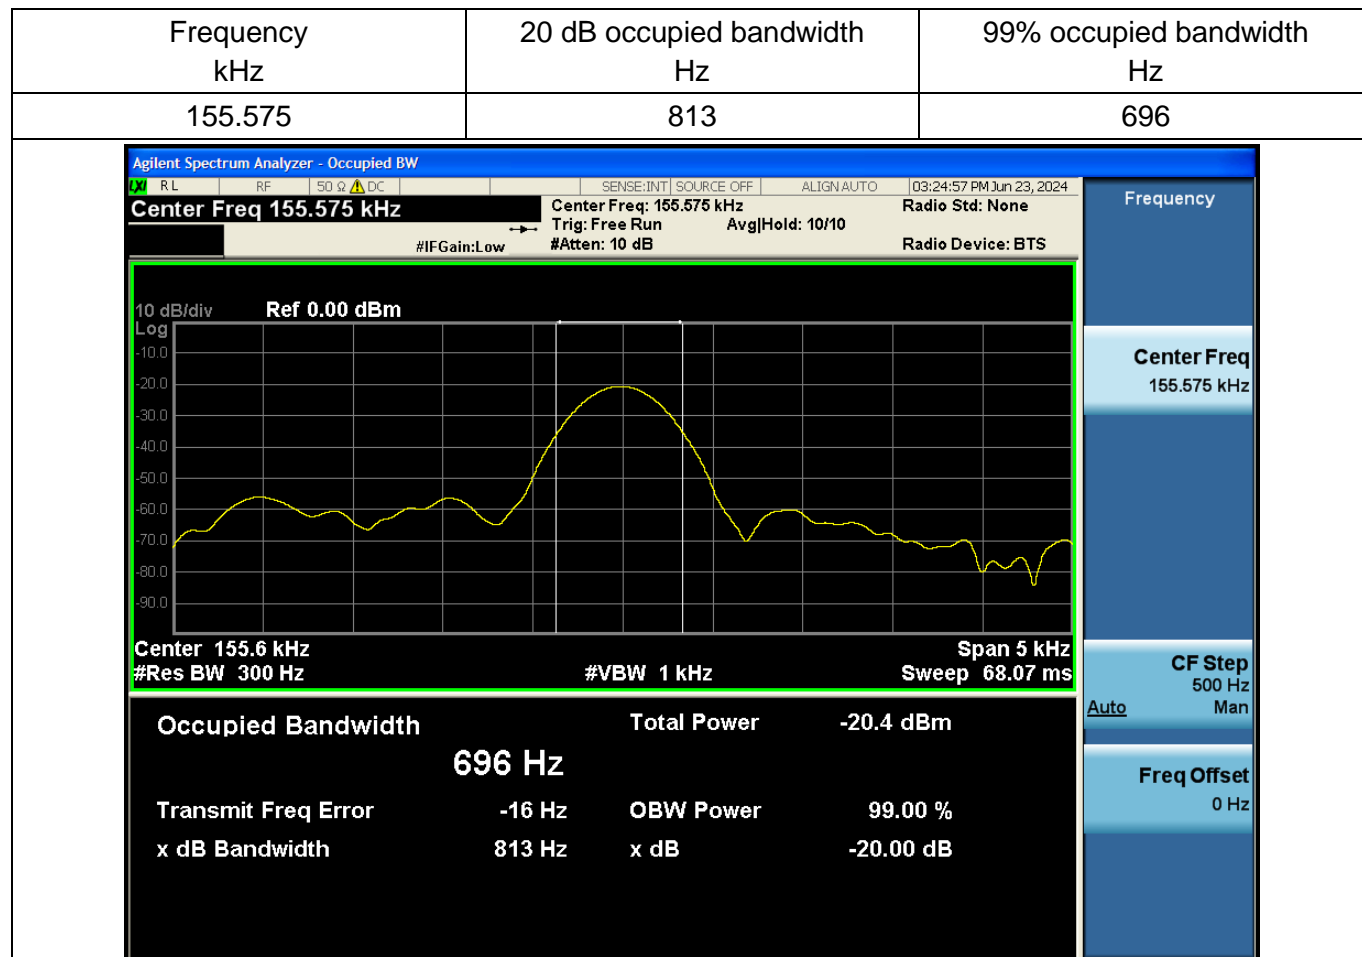 Frequency 20 dB occupied bandwidth 99% occupied bandwidth
kHz Hz Hz
155.575 813 696
Agilent Spectrum Analyzer - Occupied BW
LXI RL RF 50 Ω DC SENSE:INT SOURCE OFF ALIGN AUTO 03:24:57 PM Jun 23, 2024
Center Freq 155.575 kHz Center Freq: 155.575 kHz Radio Std: None Frequency
Trig: Free Run Avg|Hold: 10/10
#IFGain:Low #Atten: 10 dB Radio Device: BTS
10 dB/div Ref 0.00 dBm
Log
-10.0
Center Freq
155.575 kHz
-20.0
-30.0
-40.0
-50.0
-60.0
-70.0
-80.0
-90.0
Center 155.6 kHz Span 5 kHz
#Res BW 300 Hz #VBW 1 kHz Sweep 68.07 ms
CF Step
500 Hz
Auto Man
Occupied Bandwidth Total Power -20.4 dBm
696 Hz
Freq Offset
0 Hz
Transmit Freq Error -16 Hz OBW Power 99.00 %
x dB Bandwidth 813 Hz x dB -20.00 dB